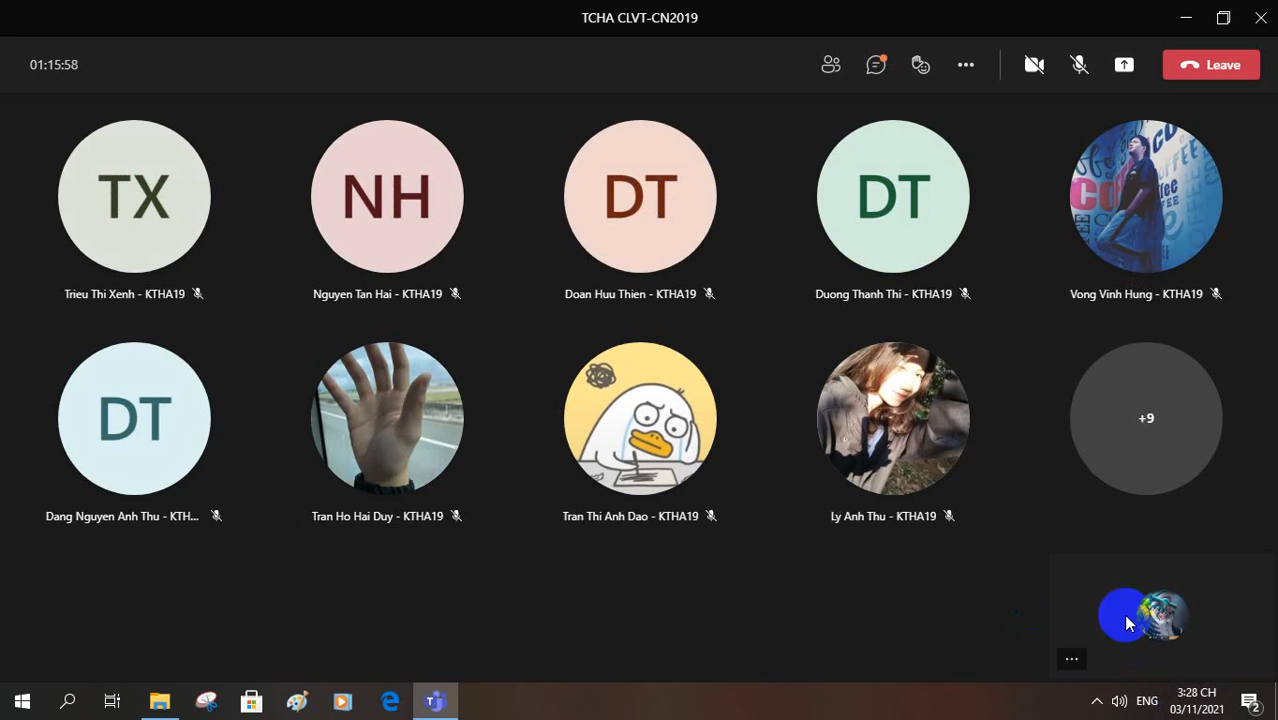 TCHA CLVT-CN2019
01:15:58
Leave
TX
NH
DT
DT
Trieu Thi Xenh - KTHA19
Nguyen Tan Hai - KTHA19
Doan Huu Thien - KTHA19
Duong Thanh Thi - KTHA19
Vong Vinh Hung - KTHA19
DT
+9
Dang Nguyen Anh Thu - KTH...
Tran Ho Hai Duy - KTHA19
Tran Thi Anh Dao - KTHA19
Ly Anh Thu - KTHA19
ENG
3:28 CH
03/11/2021
2